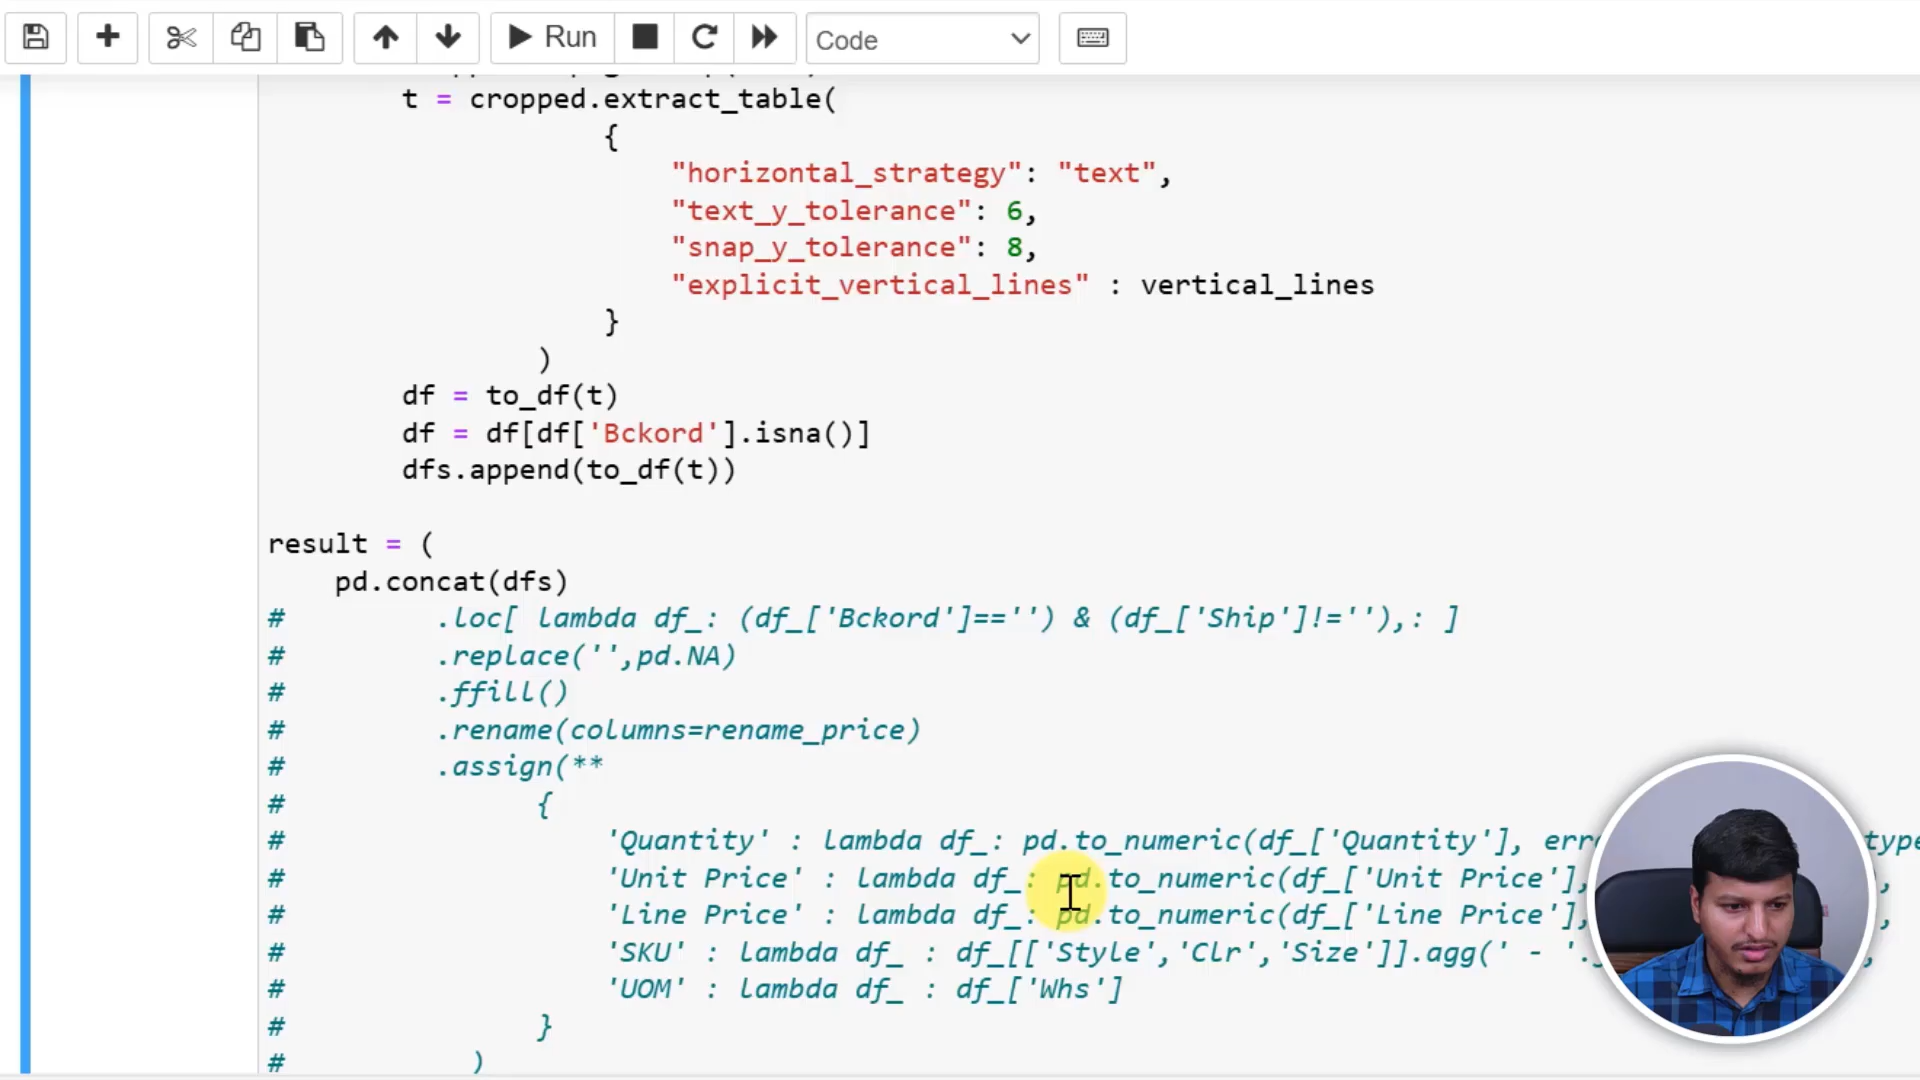 Run
Code
t = cropped.extract_table(
{
"horizontal_strategy": "text",
"text_y_tolerance": 6,
"snap_y_tolerance": 8,
"explicit_vertical_lines" : vertical_lines
}
)
df = to_df(t)
df = df[df['Bckord'].isna()]
dfs.append(to_df(t))
result = (
pd.concat(dfs)
# .loc[ lambda df_: (df_['Bckord']=='') & (df_['Ship']!=''),: ]
# .replace('',pd.NA)
# .ffill()
# .rename(columns=rename_price)
# .assign(**
# {
# 'Quantity' : lambda df_: pd.to_numeric(df_['Quantity'], 
# 'Unit Price' : lambda df_: pd.to_numeric(df_['Unit Price'],
# 'Line Price' : lambda df_: pd.to_numeric(df_['Line Price'],
# 'SKU' : lambda df_ : df_[['Style','Clr','Size']].agg(' - '.
# 'UOM' : lambda df_ : df_['Whs']
# }
# )